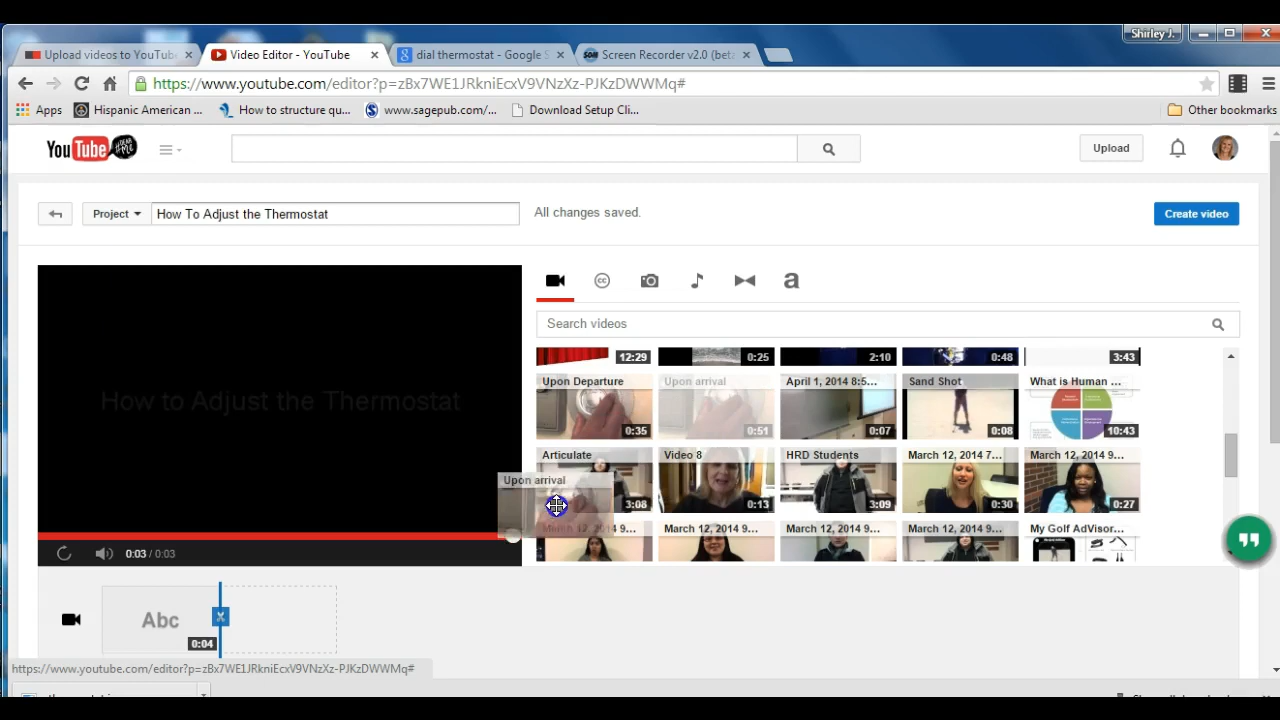 Shirley J.
Upload videos to YouTube
Video Editor - YouTube
dial thermostat - Google S
Screen Recorder v2.0 (beta
https://www.youtube.com/editor?p=zBx7WE1JRkniEcxV9VNzXz-PJKzDWWMq#
Apps
Hispanic American ...
How to structure qu...
www.sagepub.com/...
Download Setup Cli...
Other bookmarks
YouTube
Upload
Project
How To Adjust the Thermostat
All changes saved.
Create video
cc
a
Search videos
12:29
0:25
2:10
0:48
3:43
Upon Departure
Upon arrival
April 1, 2014 8:5...
Sand Shot
What is Human ...
How to Adjust the Thermostat
0:35
0:51
0:07
0:08
10:43
Articulate
Video 8
HRD Students
March 12, 2014 7...
March 12, 2014 9...
Upon arrival
3:08
0:13
3:09
0:30
0:27
March 12, 2014 9...
March 12, 2014 9...
March 12, 2014 9...
March 12, 2014 9...
My Golf AdVisor...
0:03 / 0:03
Abc
0:04
https://www.youtube.com/editor?p=zBx7WE1JRkniEcxV9VNzXz-PJKzDWWMq#